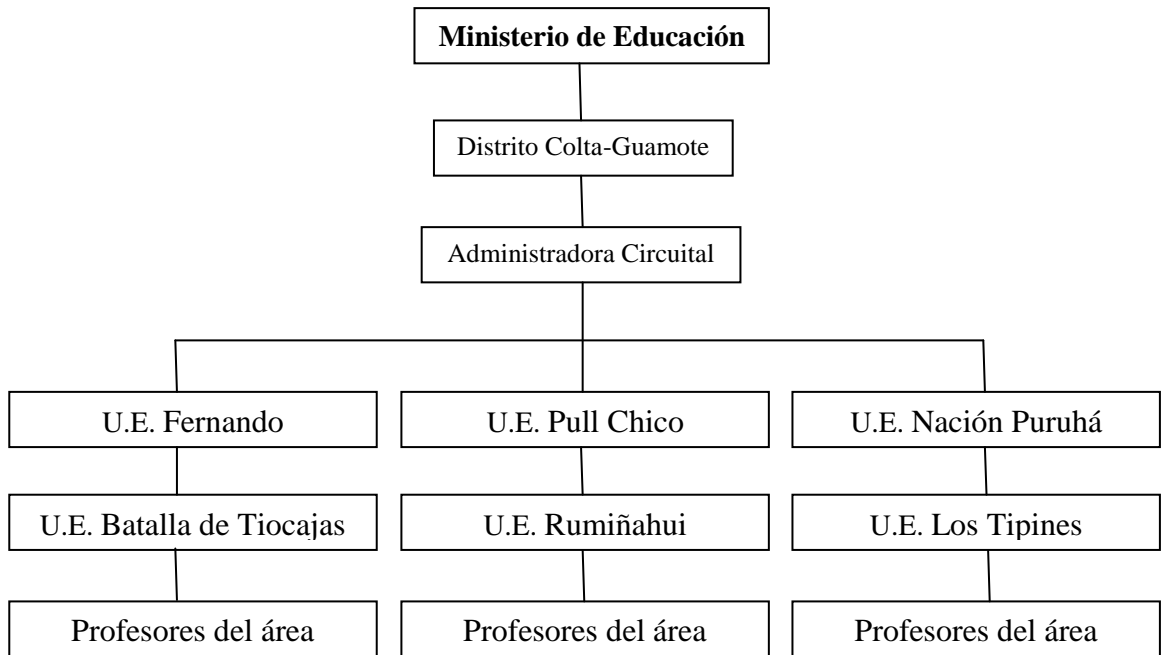 Ministerio de Educación
Distrito Colta-Guamote
Administradora Circuital
U.E. Fernando
U.E. Pull Chico
U.E. Nación Puruhá
U.E. Batalla de Tiocajas
U.E. Rumiñahui
U.E. Los Tipines
Profesores del área
Profesores del área
Profesores del área